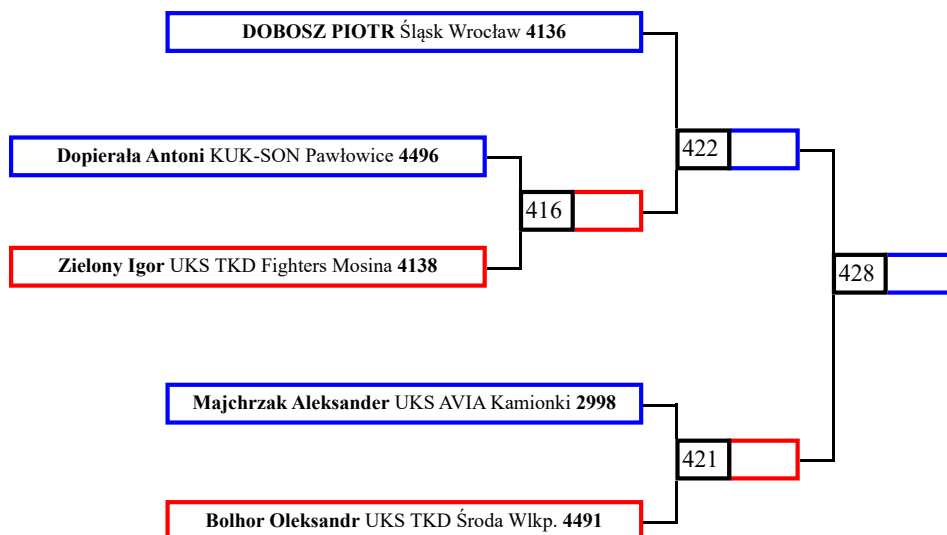 DOBOSZ PIOTR Śląsk Wrocław 4136
422
Dopierała Antoni KUK-SON Pawłowice 4496
416
Zielony Igor UKS TKD Fighters Mosina 4138
428
Majchrzak Aleksander UKS AVIA Kamionki 2998
421
Bolhor Oleksandr UKS TKD Środa Wlkp. 4491